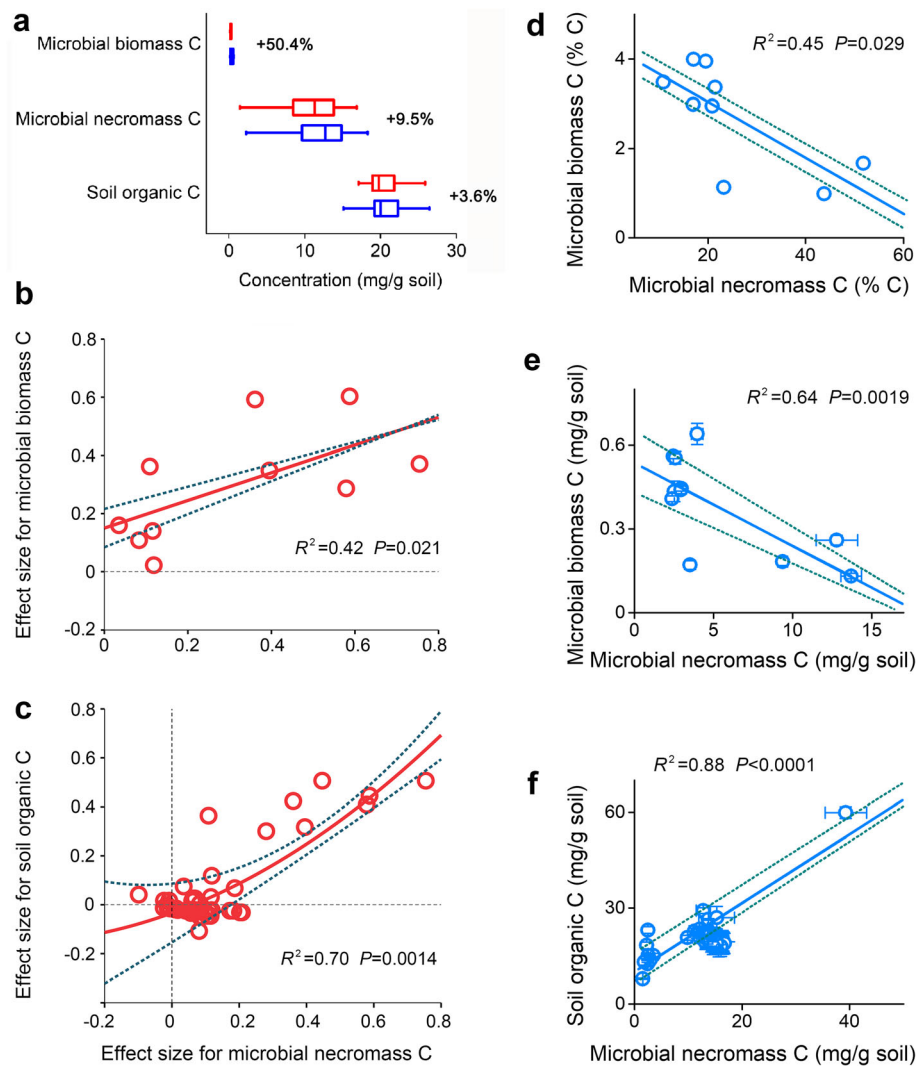 a
Microbial biomass C
+50.4%
Microbial necromass C
+9.5%
Soil organic C
+3.6%
0 10 20 30
Concentration (mg/g soil)
b
Effect size for microbial biomass C
0.8
0.6
0.4
0.2
0
-0.2
R²=0.42 P=0.021
0 0.2 0.4 0.6 0.8
c
Effect size for soil organic C
0.8
0.6
0.4
0.2
0
-0.2
R²=0.70 P=0.0014
-0.2 0 0.2 0.4 0.6 0.8
Effect size for microbial necromass C
d
Microbial biomass C (% C)
R²=0.45 P=0.029
4
2
0
20 40 60
Microbial necromass C (% C)
e
Microbial biomass C (mg/g soil)
R²=0.64 P=0.0019
0.6
0.3
0
0 5 10 15
Microbial necromass C (mg/g soil)
f
Soil organic C (mg/g soil)
R²=0.88 P<0.0001
60
30
0
0 20 40
Microbial necromass C (mg/g soil)